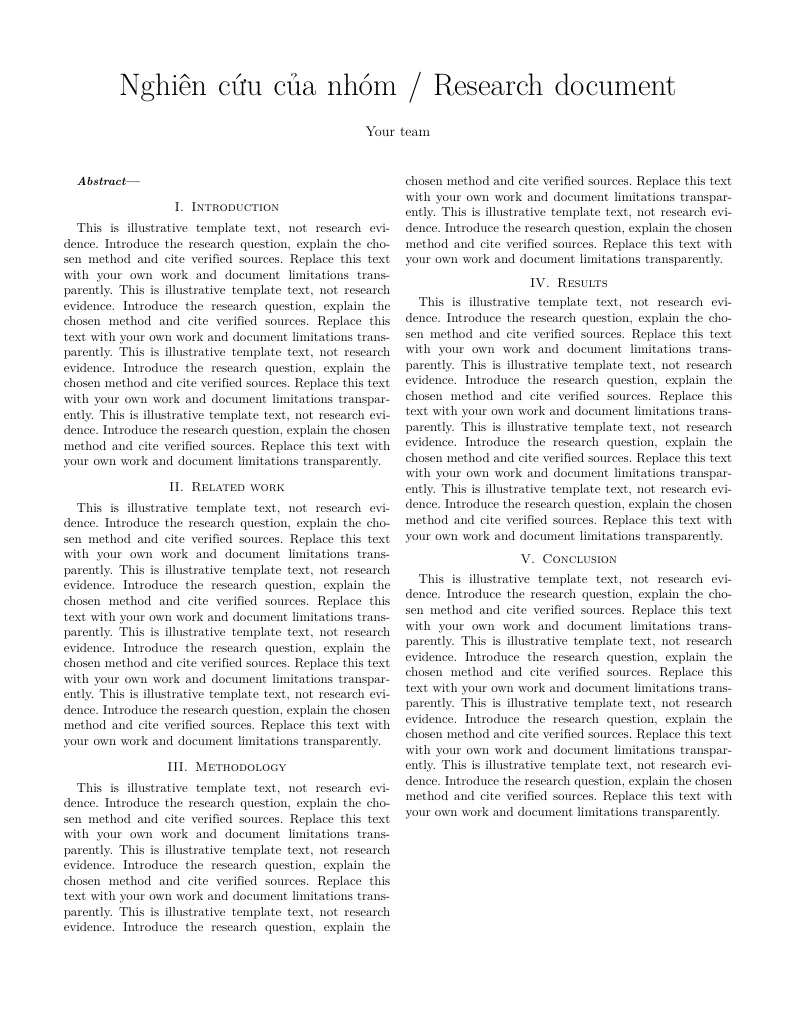 Nghiên cứu của nhóm / Research document
Your team
Abstract—
I. Introduction
This is illustrative template text, not research evi-
dence. Introduce the research question, explain the cho-
sen method and cite verified sources. Replace this text
with your own work and document limitations trans-
parently. This is illustrative template text, not research
evidence. Introduce the research question, explain the
chosen method and cite verified sources. Replace this
text with your own work and document limitations trans-
parently. This is illustrative template text, not research
evidence. Introduce the research question, explain the
chosen method and cite verified sources. Replace this text
with your own work and document limitations transpar-
ently. This is illustrative template text, not research evi-
dence. Introduce the research question, explain the chosen
method and cite verified sources. Replace this text with
your own work and document limitations transparently.
II. Related work
This is illustrative template text, not research evi-
dence. Introduce the research question, explain the cho-
sen method and cite verified sources. Replace this text
with your own work and document limitations trans-
parently. This is illustrative template text, not research
evidence. Introduce the research question, explain the
chosen method and cite verified sources. Replace this
text with your own work and document limitations trans-
parently. This is illustrative template text, not research
evidence. Introduce the research question, explain the
chosen method and cite verified sources. Replace this text
with your own work and document limitations transpar-
ently. This is illustrative template text, not research evi-
dence. Introduce the research question, explain the chosen
method and cite verified sources. Replace this text with
your own work and document limitations transparently.
III. Methodology
This is illustrative template text, not research evi-
dence. Introduce the research question, explain the cho-
sen method and cite verified sources. Replace this text
with your own work and document limitations trans-
parently. This is illustrative template text, not research
evidence. Introduce the research question, explain the
chosen method and cite verified sources. Replace this
text with your own work and document limitations trans-
parently. This is illustrative template text, not research
evidence. Introduce the research question, explain the
chosen method and cite verified sources. Replace this text
with your own work and document limitations transpar-
ently. This is illustrative template text, not research evi-
dence. Introduce the research question, explain the chosen
method and cite verified sources. Replace this text with
your own work and document limitations transparently.
IV. Results
This is illustrative template text, not research evi-
dence. Introduce the research question, explain the cho-
sen method and cite verified sources. Replace this text
with your own work and document limitations trans-
parently. This is illustrative template text, not research
evidence. Introduce the research question, explain the
chosen method and cite verified sources. Replace this
text with your own work and document limitations trans-
parently. This is illustrative template text, not research
evidence. Introduce the research question, explain the
chosen method and cite verified sources. Replace this text
with your own work and document limitations transpar-
ently. This is illustrative template text, not research evi-
dence. Introduce the research question, explain the chosen
method and cite verified sources. Replace this text with
your own work and document limitations transparently.
V. Conclusion
This is illustrative template text, not research evi-
dence. Introduce the research question, explain the cho-
sen method and cite verified sources. Replace this text
with your own work and document limitations trans-
parently. This is illustrative template text, not research
evidence. Introduce the research question, explain the
chosen method and cite verified sources. Replace this
text with your own work and document limitations trans-
parently. This is illustrative template text, not research
evidence. Introduce the research question, explain the
chosen method and cite verified sources. Replace this text
with your own work and document limitations transpar-
ently. This is illustrative template text, not research evi-
dence. Introduce the research question, explain the chosen
method and cite verified sources. Replace this text with
your own work and document limitations transparently.